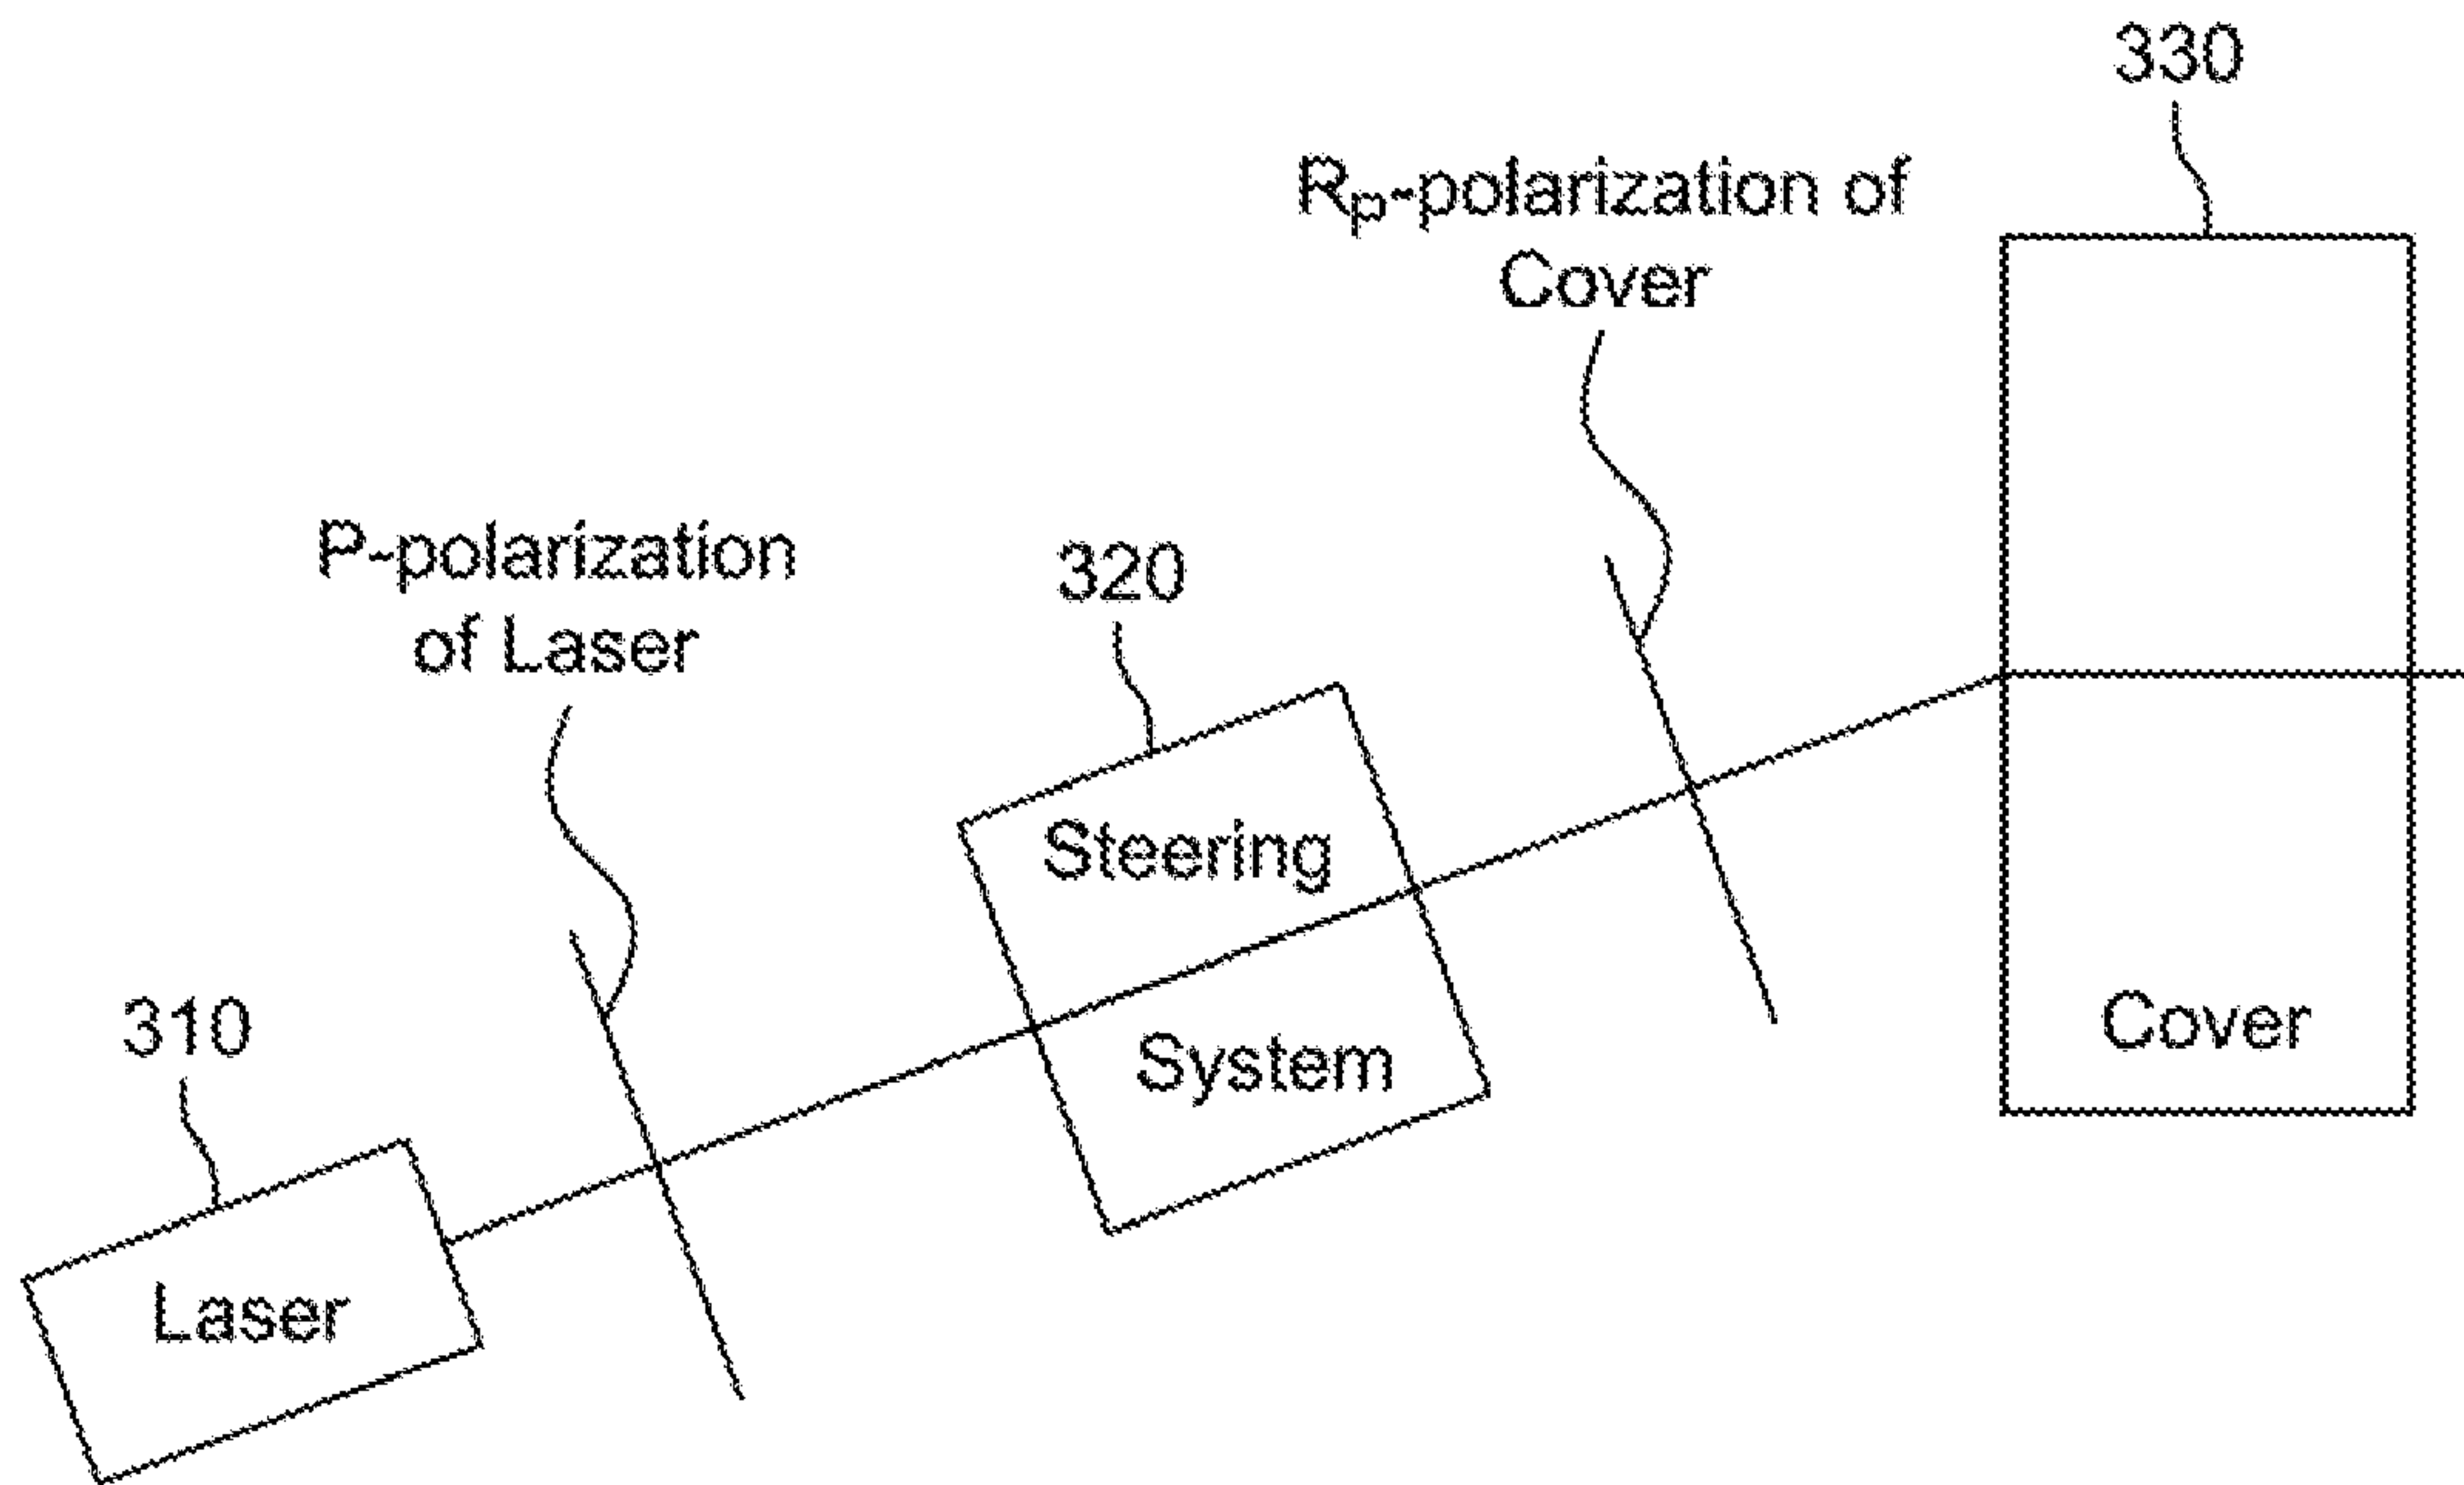 330
Rp-polarization of
Cover
P-polarization
of Laser
320
Steering
System
310
Laser
Cover